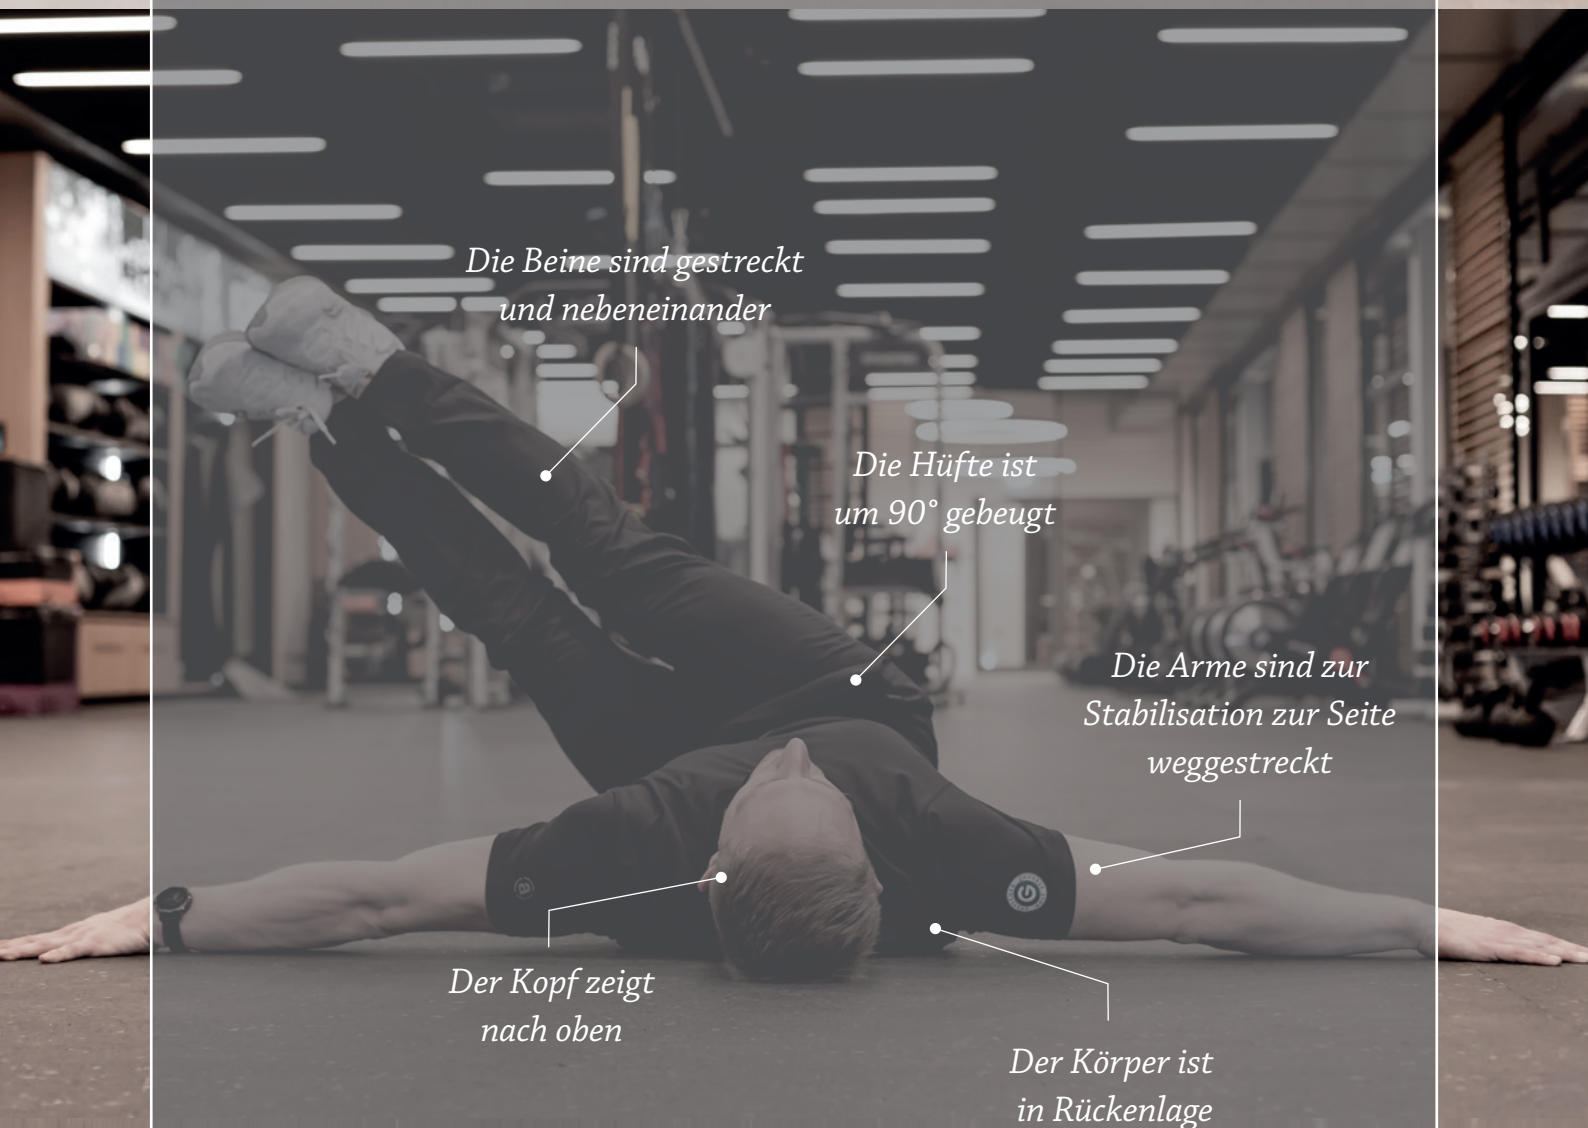 Die Beine sind gestreckt
und nebeneinander
Die Hüfte ist
um 90° gebeugt
Die Arme sind zur
Stabilisation zur Seite
weggestreckt
Der Kopf zeigt
nach oben
Der Körper ist
in Rückenlage